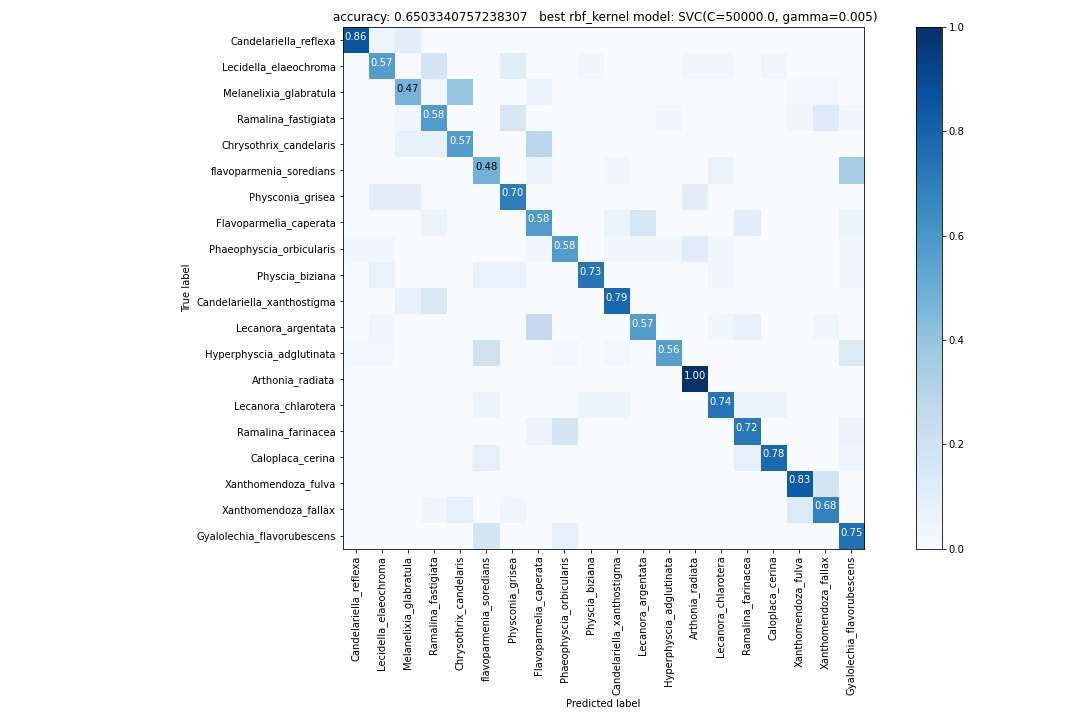 accuracy: 0.6503340757238307   best rbf_kernel model: SVC(C=50000.0, gamma=0.005)
Candelariella_reflexa 0.86
Lecidella_elaeochroma 0.57
Melanelixia_glabratula 0.47
Ramalina_fastigiata 0.58
Chrysothrix_candelaris 0.57
flavoparmenia_soredians 0.48
Physconia_grisea 0.70
Flavoparmelia_caperata 0.58
Phaeophyscia_orbicularis 0.58
Physcia_biziana 0.73
Candelariella_xanthostigma 0.79
Lecanora_argentata 0.57
Hyperphyscia_adglutinata 0.56
Arthonia_radiata 1.00
Lecanora_chlarotera 0.74
Ramalina_farinacea 0.72
Caloplaca_cerina 0.78
Xanthomendoza_fulva 0.83
Xanthomendoza_fallax 0.68
Gyalolechia_flavorubescens 0.75
True label
Candelariella_reflexa
Lecidella_elaeochroma
Melanelixia_glabratula
Ramalina_fastigiata
Chrysothrix_candelaris
flavoparmenia_soredians
Physconia_grisea
Flavoparmelia_caperata
Phaeophyscia_orbicularis
Physcia_biziana
Candelariella_xanthostigma
Lecanora_argentata
Hyperphyscia_adglutinata
Arthonia_radiata
Lecanora_chlarotera
Ramalina_farinacea
Caloplaca_cerina
Xanthomendoza_fulva
Xanthomendoza_fallax
Gyalolechia_flavorubescens
Predicted label
1.0
0.8
0.6
0.4
0.2
0.0